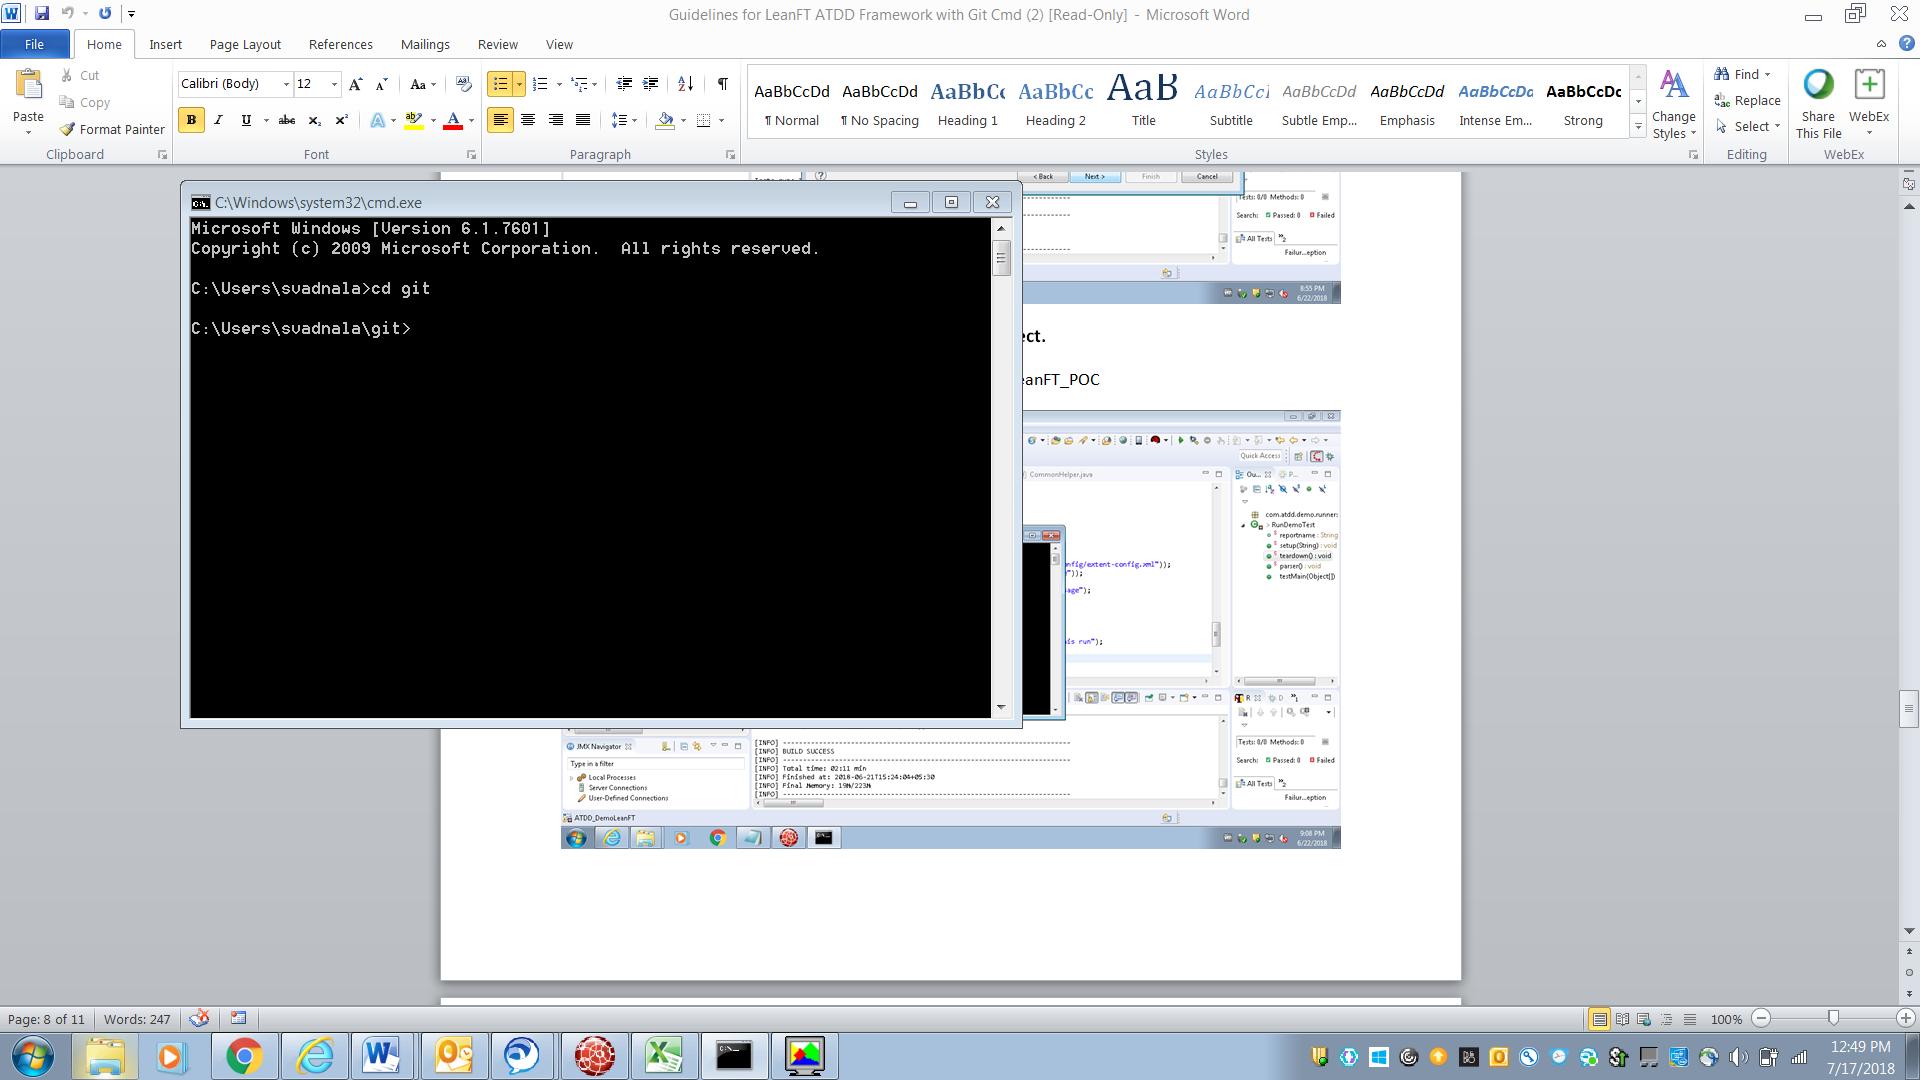 Guidelines for LeanFT ATDD Framework with Git Cmd (2) [Read-Only] - Microsoft Word
File Home Insert Page Layout References Mailings Review View
Paste
Cut
Copy
Format Painter
Clipboard
Calibri (Body) 12
Font
Paragraph
AaBbCcDd AaBbCcDd AaBbCc AaBbCc AaB AaBbCcI AaBbCcDd AaBbCcDd AaBbCcDd AaBbCcDc
¶ Normal ¶ No Spacing Heading 1 Heading 2 Title Subtitle Subtle Emp... Emphasis Intense Em... Strong
Styles
Change Styles
Find
Replace
Select
Editing
Share This File
WebEx
WebEx
C:\Windows\system32\cmd.exe
Microsoft Windows [Version 6.1.7601]
Copyright (c) 2009 Microsoft Corporation. All rights reserved.
C:\Users\svadnala>cd git
C:\Users\svadnala\git>
< Back Next > Finish Cancel
Tests: 0/0 Methods: 0
Search: Passed: 0 Failed
All Tests
Failur...eption
8:55 PM
6/22/2018
ect.
eanFT_POC
Quick Access
CommonHelper.java
Ou...
com.atdd.demo.runner
RunDemoTest
reportname : String
setup(String) : void
teardown() : void
parser() : void
testMain(Object[])
nfig/extent-config.xml"));
"));
age");
is run");
JMX Navigator
Type in a filter
Local Processes
Server Connections
User-Defined Connections
[INFO] ------------------------------------------------------------------------
[INFO] BUILD SUCCESS
[INFO] ------------------------------------------------------------------------
[INFO] Total time: 02:11 min
[INFO] Finished at: 2018-06-21T15:24:04+05:30
[INFO] Final Memory: 19M/223M
[INFO] ------------------------------------------------------------------------
Tests: 0/0 Methods: 0
Search: Passed: 0 Failed
All Tests
Failur...eption
ATDD_DemoLeanFT
9:08 PM
6/22/2018
Page: 8 of 11 Words: 247
100%
12:49 PM
7/17/2018